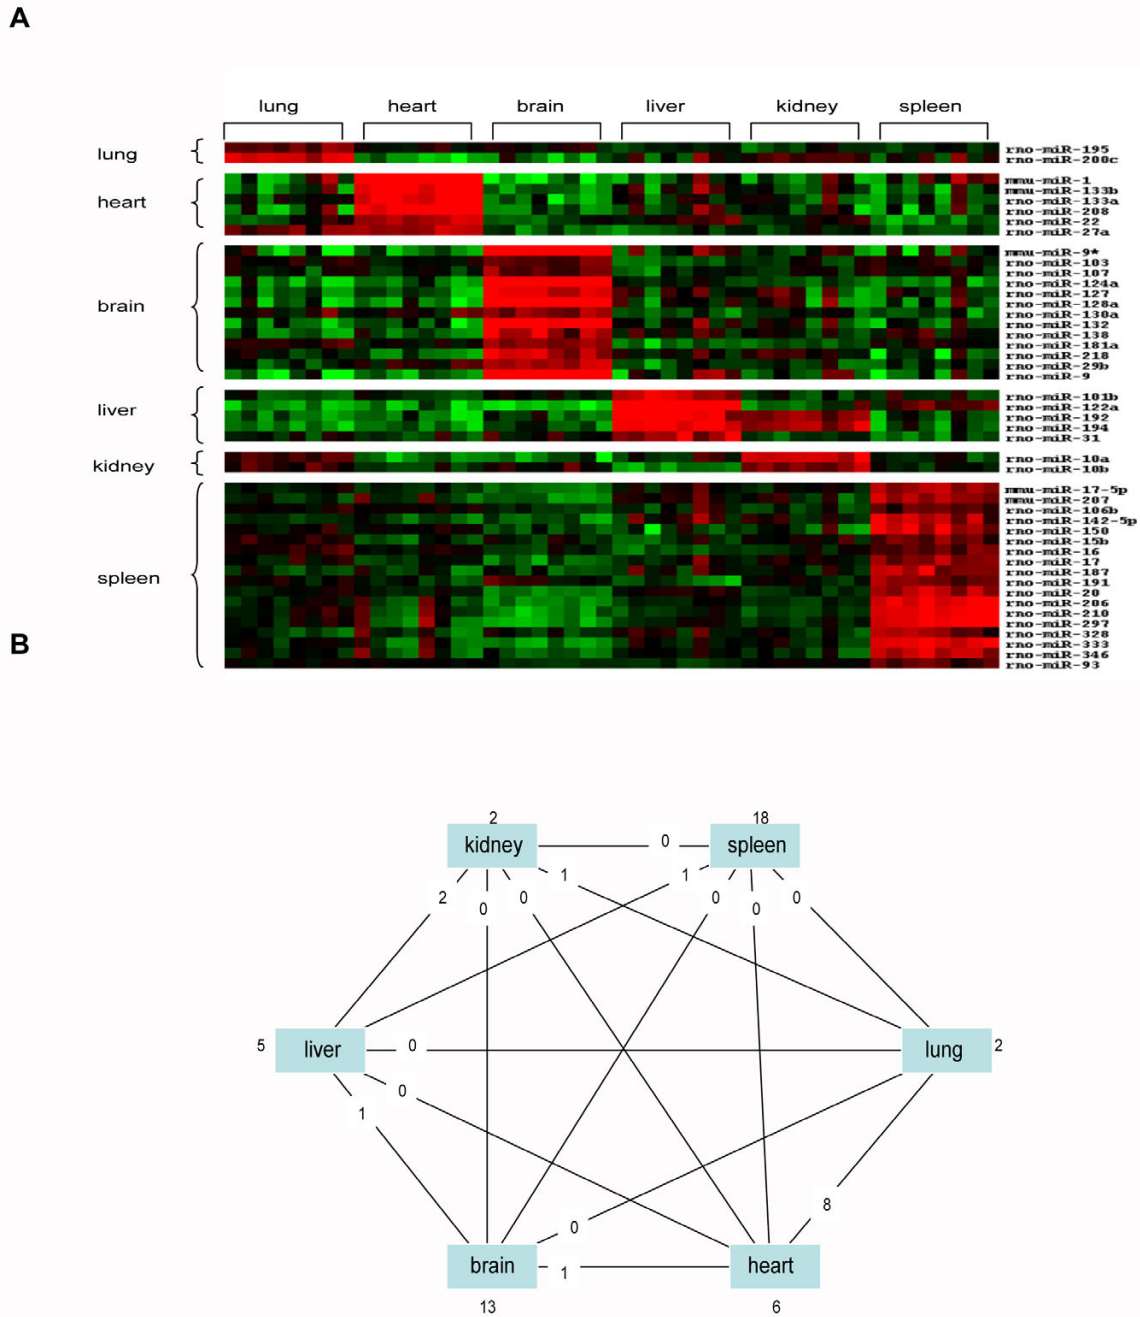 A
lung heart brain liver kidney spleen
lung
rno-miR-195
rno-miR-200c
heart
mmu-miR-1
mmu-miR-133b
rno-miR-133a
rno-miR-208
rno-miR-22
rno-miR-27a
brain
mmu-miR-9*
rno-miR-103
rno-miR-107
rno-miR-124a
rno-miR-127
rno-miR-128a
rno-miR-130a
rno-miR-132
rno-miR-138
rno-miR-181a
rno-miR-218
rno-miR-29b
rno-miR-9
liver
rno-miR-101b
rno-miR-122a
rno-miR-192
rno-miR-194
rno-miR-31
kidney
rno-miR-10a
rno-miR-10b
spleen
mmu-miR-17-5p
mmu-miR-207
rno-miR-106b
rno-miR-142-5p
rno-miR-150
rno-miR-15b
rno-miR-16
rno-miR-17
rno-miR-187
rno-miR-191
rno-miR-20
rno-miR-206
rno-miR-210
rno-miR-297
rno-miR-328
rno-miR-333
rno-miR-346
rno-miR-93
B
2 18
kidney 0 spleen
1 1
2 0 0 0 0 0
5 liver 0 lung 2
0
1
8
0
brain 1 heart
13 6